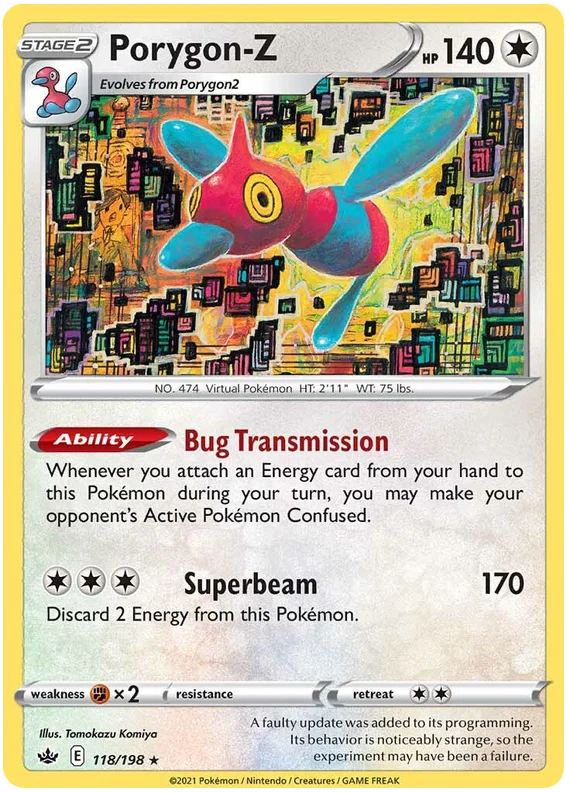 STAGE 2
Porygon-Z
HP 140
Evolves from Porygon2
NO. 474 Virtual Pokémon HT: 2'11" WT: 75 lbs.
Ability Bug Transmission
Whenever you attach an Energy card from your hand to
this Pokémon during your turn, you may make your
opponent's Active Pokémon Confused.
Superbeam 170
Discard 2 Energy from this Pokémon.
weakness ×2 resistance retreat
Illus. Tomokazu Komiya
A faulty update was added to its programming.
Its behavior is noticeably strange, so the
experiment may have been a failure.
E 118/198 ★
©2021 Pokémon / Nintendo / Creatures / GAME FREAK